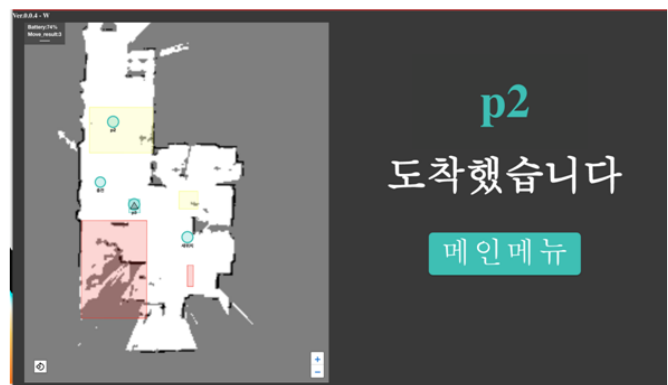 Ver.0.0.4 - W
Battery:74%
Move_result:3
p2
도착했습니다
메인메뉴
+
−